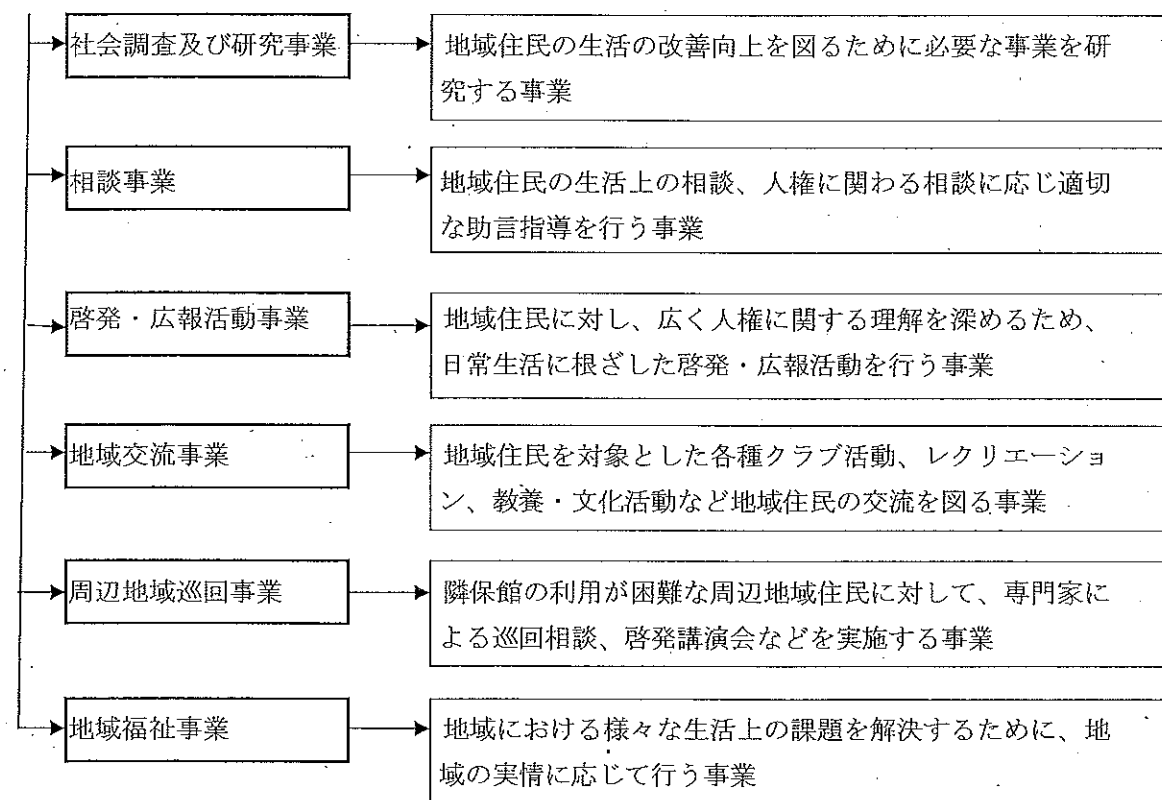 社会調査及び研究事業
地域住民の生活の改善向上を図るために必要な事業を研
究する事業
相談事業
地域住民の生活上の相談、人権に関わる相談に応じ適切
な助言指導を行う事業
啓発・広報活動事業
地域住民に対し、広く人権に関する理解を深めるため、
日常生活に根ざした啓発・広報活動を行う事業
地域交流事業
地域住民を対象とした各種クラブ活動、レクリエーショ
ン、教養・文化活動など地域住民の交流を図る事業
周辺地域巡回事業
隣保館の利用が困難な周辺地域住民に対して、専門家に
よる巡回相談、啓発講演会などを実施する事業
地域福祉事業
地域における様々な生活上の課題を解決するために、地
域の実情に応じて行う事業